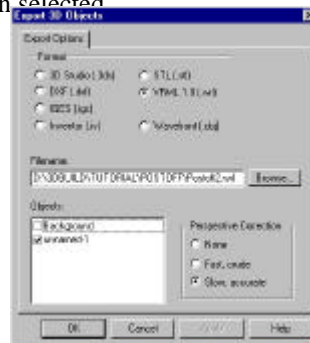 selected
Export 3D Objects
Export Options
Format
3D Studio (.3ds)
STL (.stl)
DXF (.dxf)
VRML 1.0 (.wrl)
IGES (.igs)
Inventor (.iv)
Wavefront (.obj)
Filename:
Browse...
Objects:
Background
unnamed-1
Perspective Correction
None
Fast, crude
Slow, accurate
OK
Cancel
Apply
Help